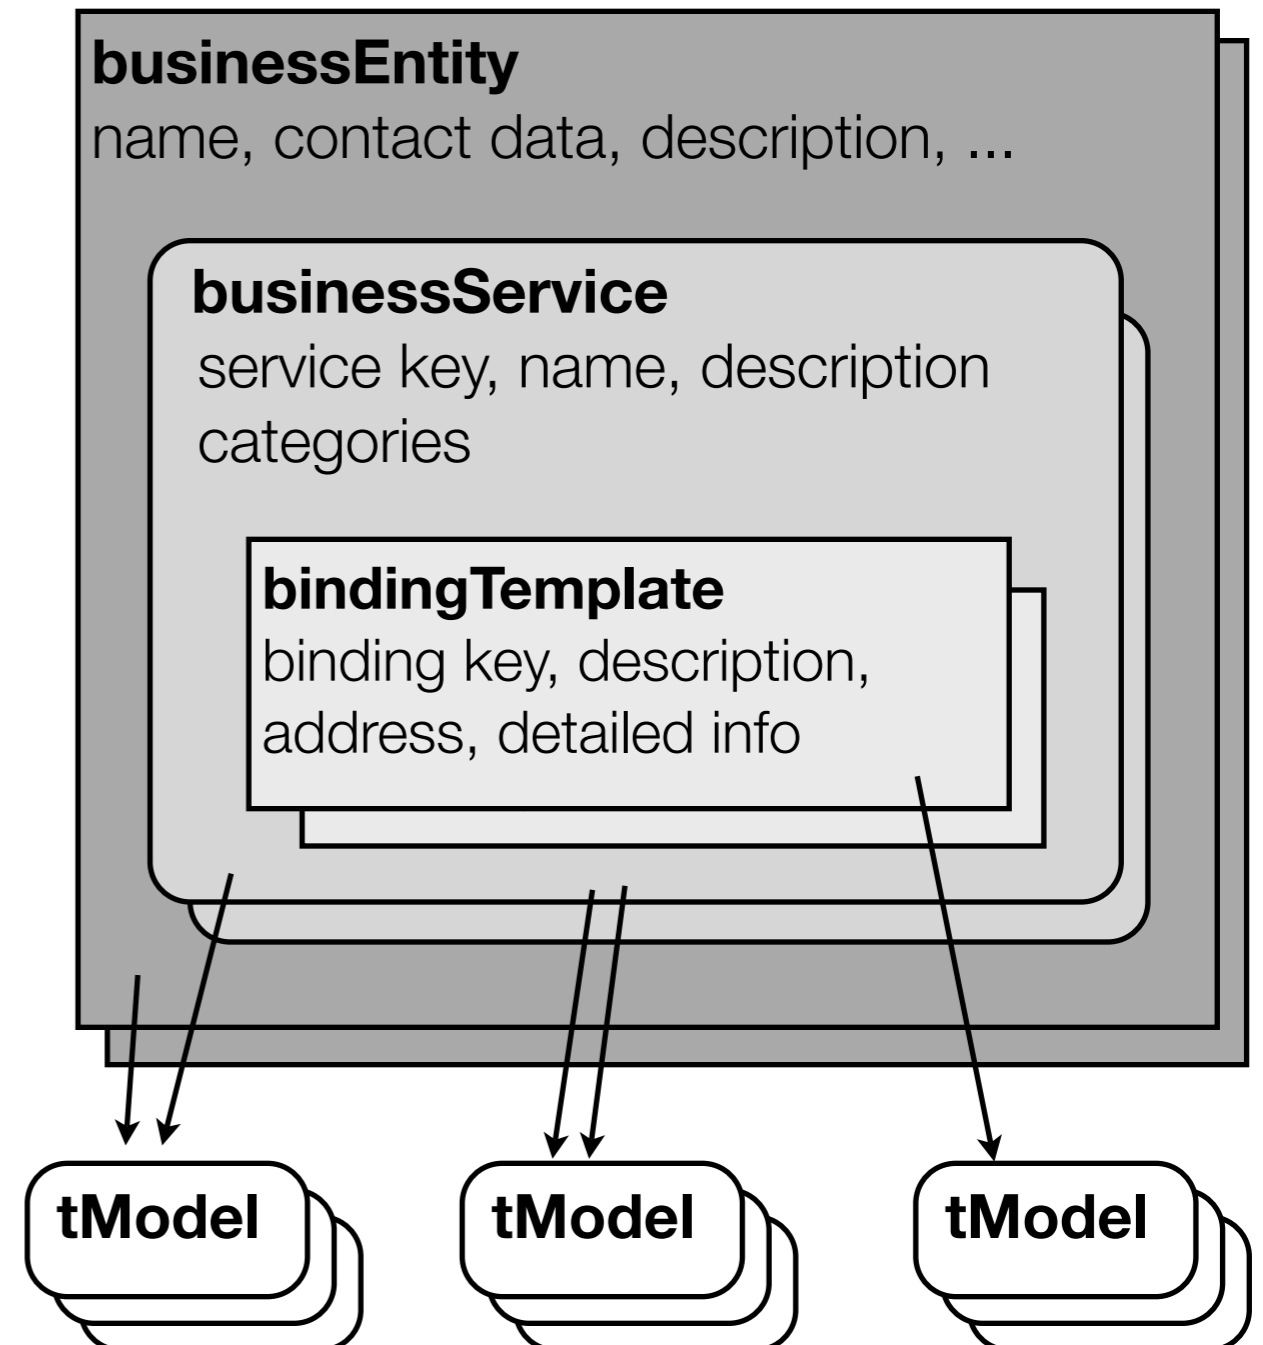 businessEntity
name, contact data, description, ...
businessService
service key, name, description
categories
bindingTemplate
binding key, description,
address, detailed info
tModel
tModel
tModel